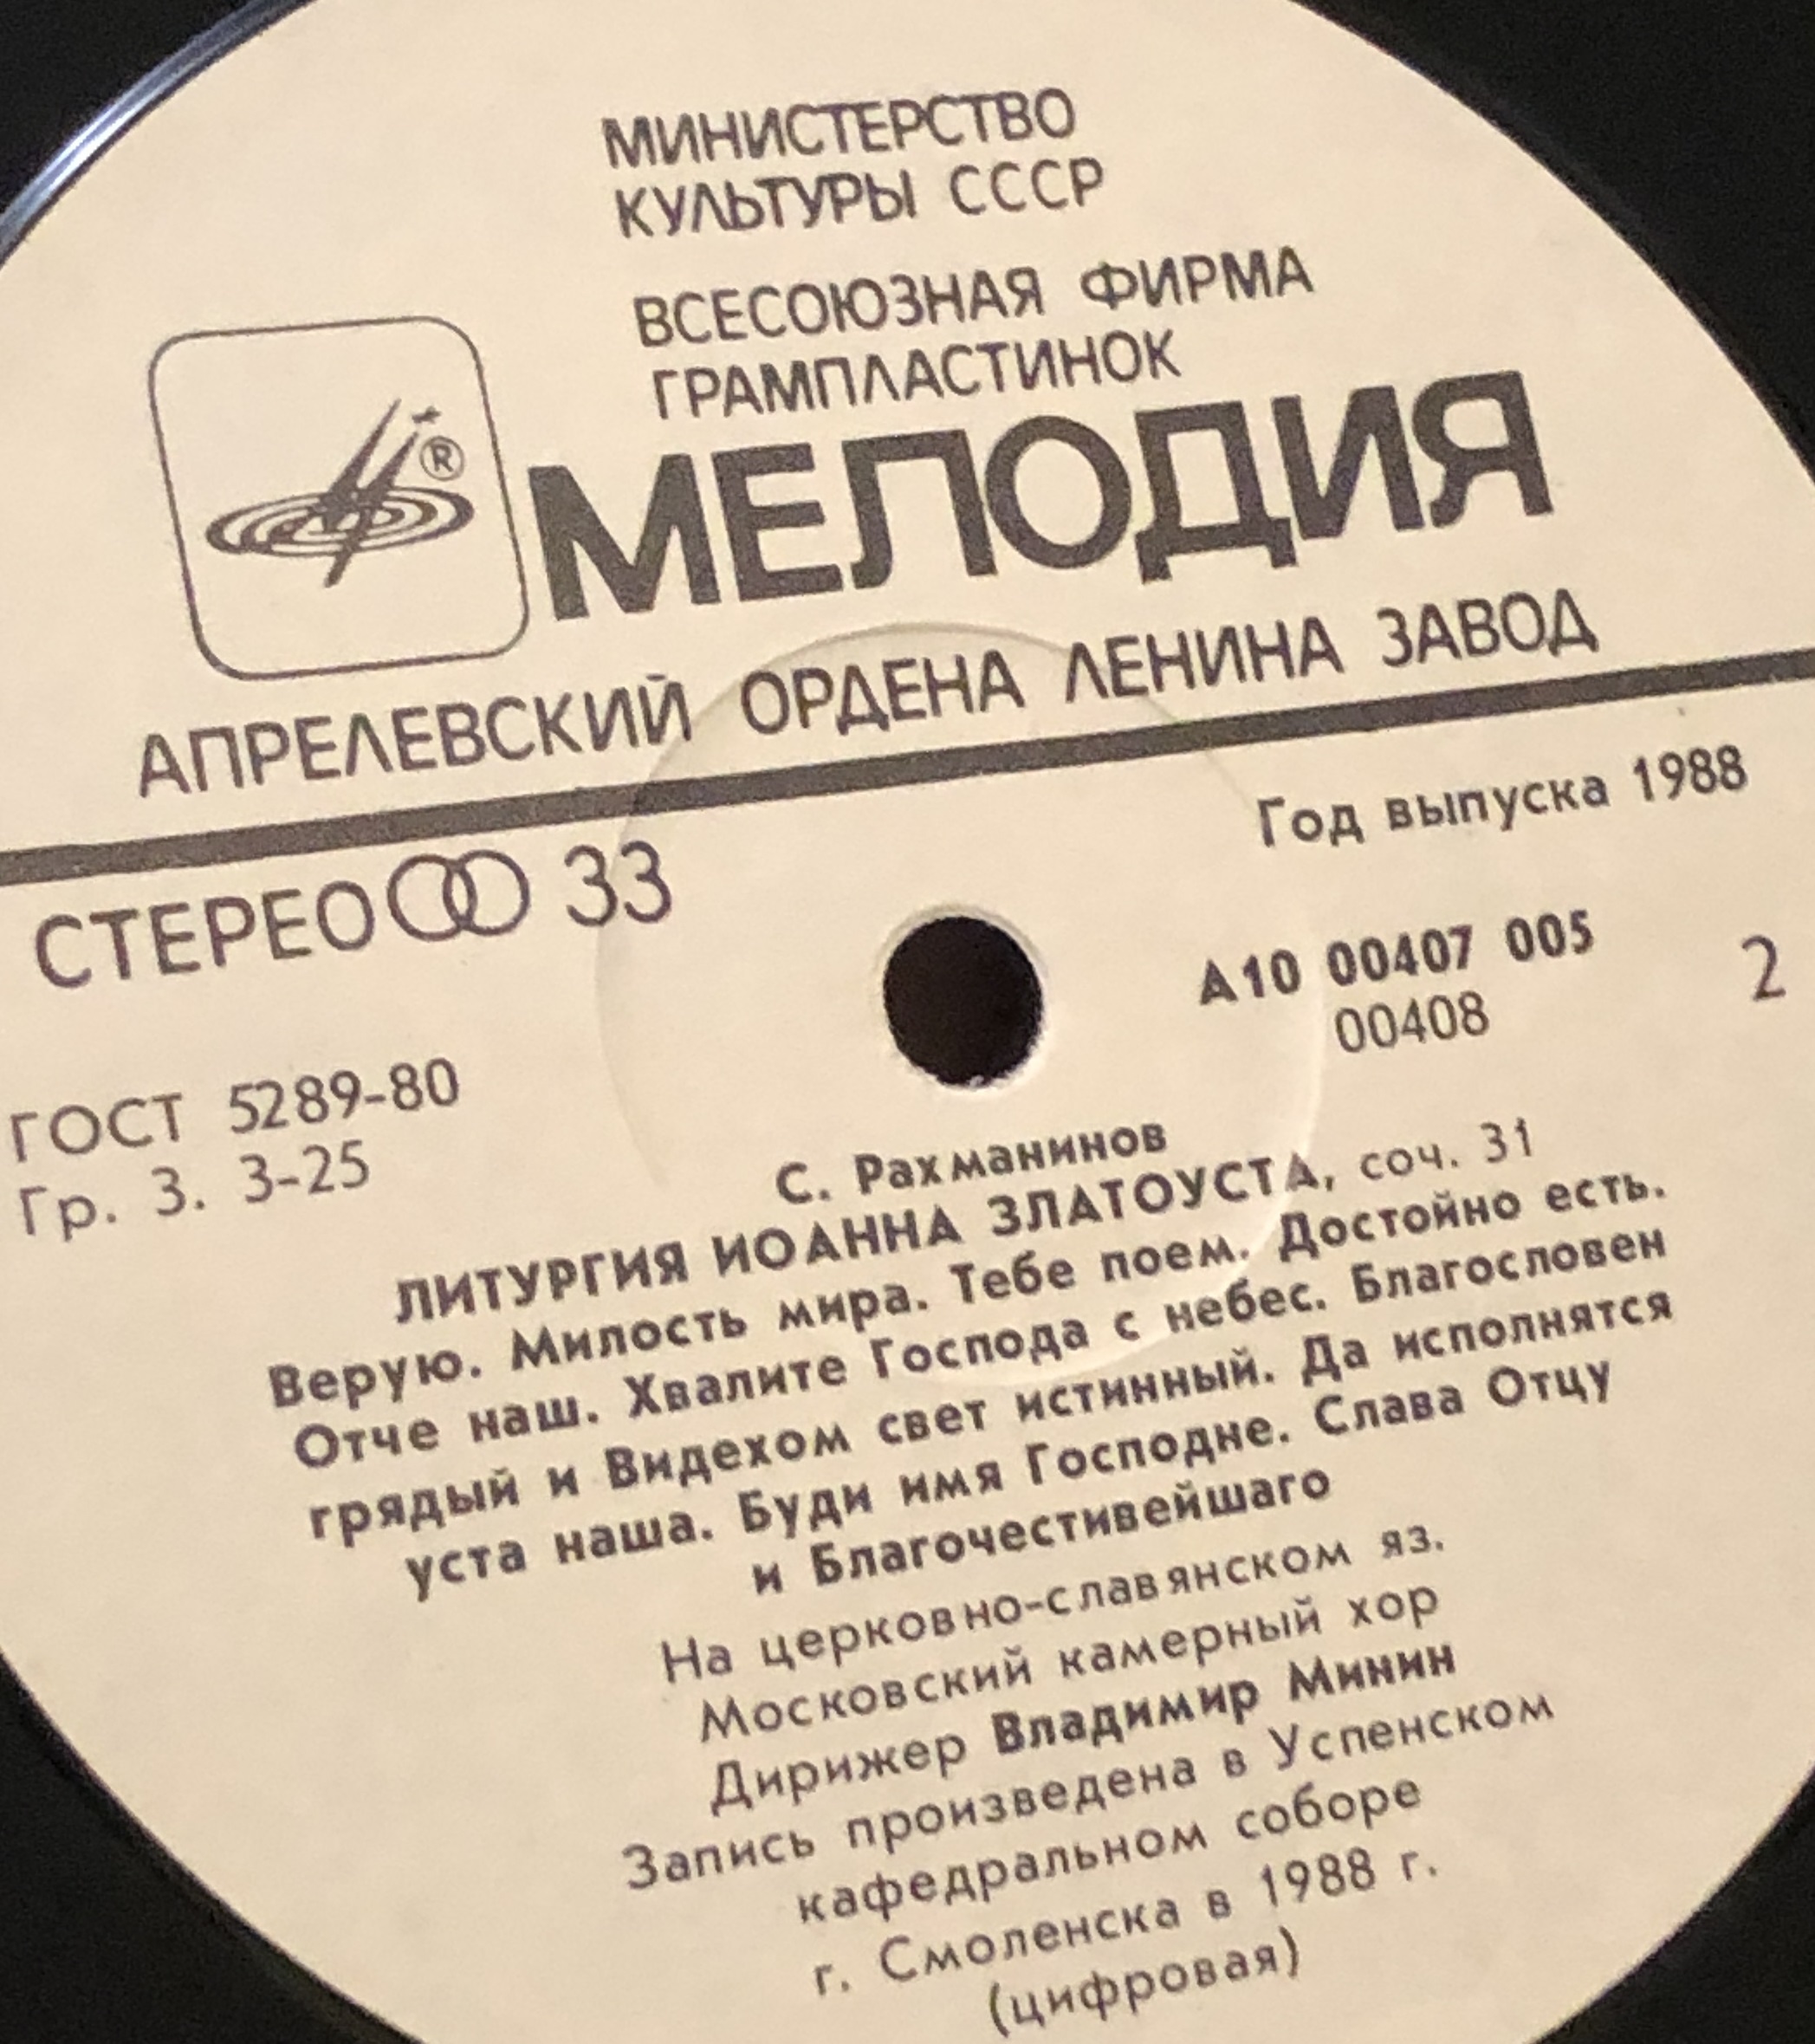 МИНИСТЕРСТВО
КУЛЬТУРЫ СССР
ВСЕСОЮЗНАЯ ФИРМА
ГРАМПЛАСТИНОК
®
МЕЛОДИЯ
АПРЕЛЕВСКИЙ ОРДЕНА ЛЕНИНА ЗАВОД
СТЕРЕО 33
Год выпуска 1988
А10 00407 005
00408
2
ГОСТ 5289-80
Гр. 3. 3-25
С. Рахманинов
ЛИТУРГИЯ ИОАННА ЗЛАТОУСТА, соч. 31
Верую. Милость мира. Тебе поем. Достойно есть.
Отче наш. Хвалите Господа с небес. Благословен
грядый и Видехом свет истинный. Да исполнятся
уста наша. Буди имя Господне. Слава Отцу
и Благочестивейшаго
На церковно-славянском яз.
Московский камерный хор
Дирижер Владимир Минин
Запись произведена в Успенском
кафедральном соборе
г. Смоленска в 1988 г.
(цифровая)